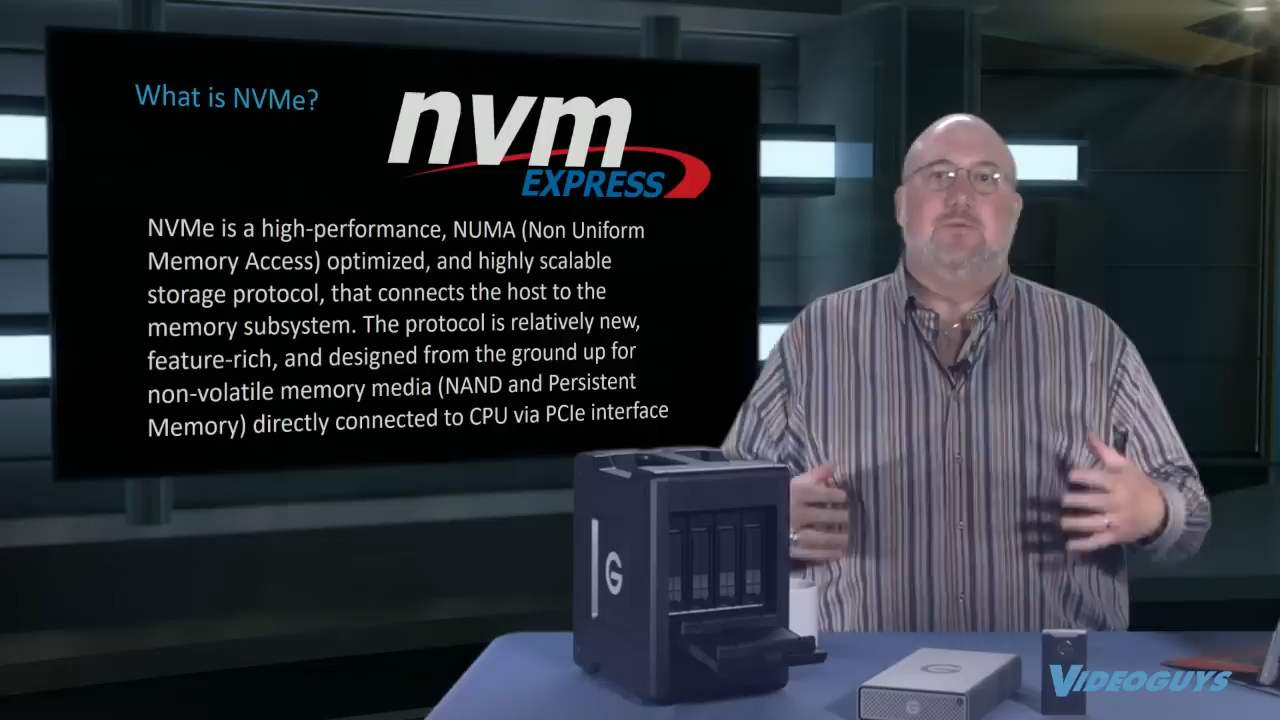 What is NVMe?
nvm
EXPRESS
NVMe is a high-performance, NUMA (Non Uniform
Memory Access) optimized, and highly scalable
storage protocol, that connects the host to the
memory subsystem. The protocol is relatively new,
feature-rich, and designed from the ground up for
non-volatile memory media (NAND and Persistent
Memory) directly connected to CPU via PCIe interface
G
G
VIDEOGUYS